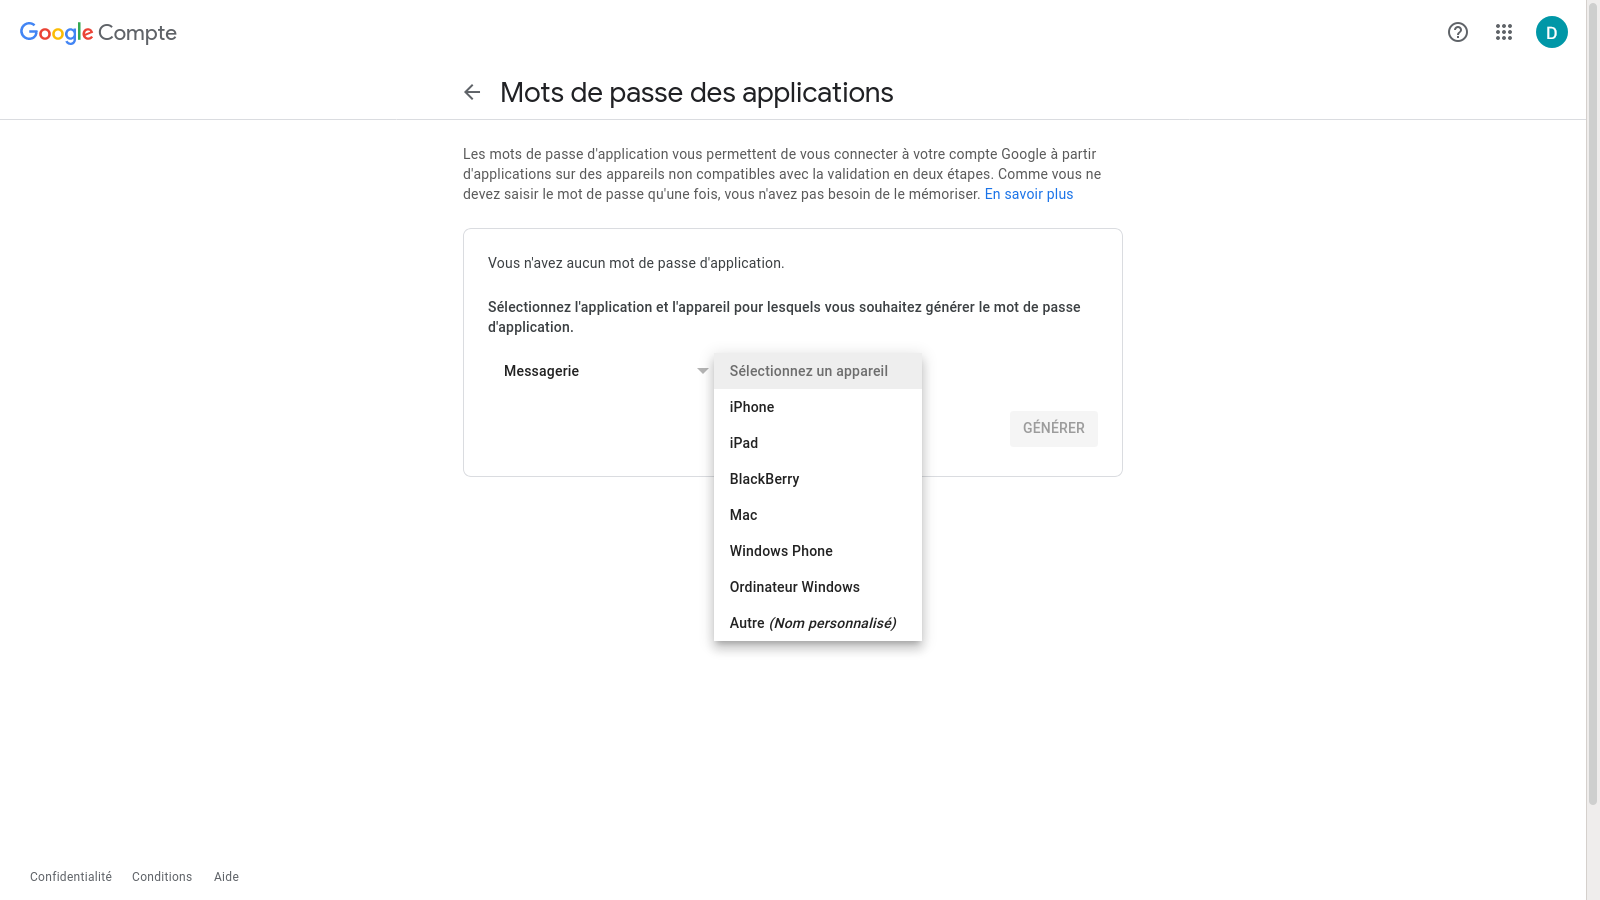 Google Compte
D
Mots de passe des applications
Les mots de passe d'application vous permettent de vous connecter à votre compte Google à partir
d'applications sur des appareils non compatibles avec la validation en deux étapes. Comme vous ne
devez saisir le mot de passe qu'une fois, vous n'avez pas besoin de le mémoriser. En savoir plus
Vous n'avez aucun mot de passe d'application.
Sélectionnez l'application et l'appareil pour lesquels vous souhaitez générer le mot de passe
d'application.
Messagerie
Sélectionnez un appareil
iPhone
iPad
BlackBerry
Mac
Windows Phone
Ordinateur Windows
Autre (Nom personnalisé)
GÉNÉRER
Confidentialité Conditions Aide